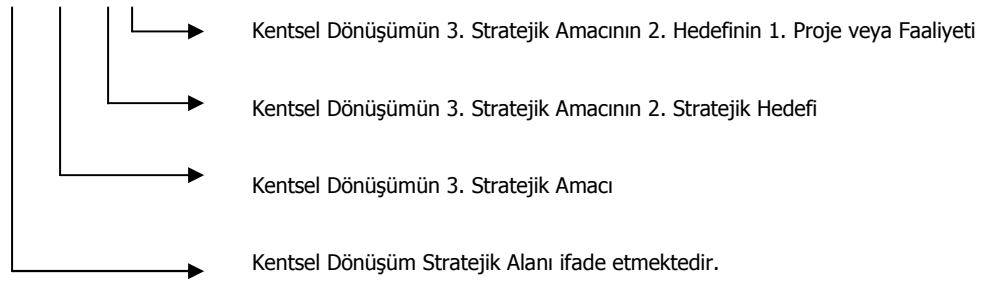 Kentsel Dönüşümün 3. Stratejik Amacının 2. Hedefinin 1. Proje veya Faaliyeti
Kentsel Dönüşümün 3. Stratejik Amacının 2. Stratejik Hedefi
Kentsel Dönüşümün 3. Stratejik Amacı
Kentsel Dönüşüm Stratejik Alanı ifade etmektedir.